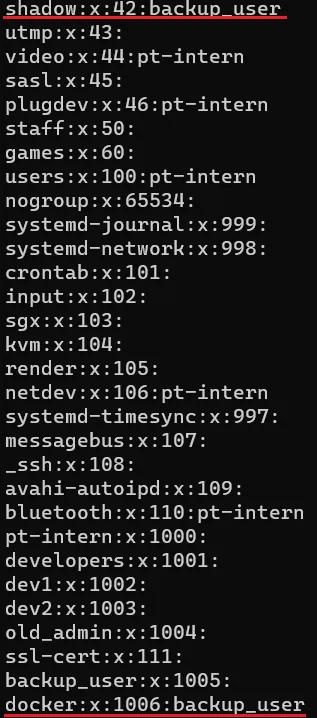 shadow:x:42:backup_user
utmp:x:43:
video:x:44:pt-intern
sasl:x:45:
plugdev:x:46:pt-intern
staff:x:50:
games:x:60:
users:x:100:pt-intern
nogroup:x:65534:
systemd-journal:x:999:
systemd-network:x:998:
crontab:x:101:
input:x:102:
sgx:x:103:
kvm:x:104:
render:x:105:
netdev:x:106:pt-intern
systemd-timesync:x:997:
messagebus:x:107:
_ssh:x:108:
avahi-autoipd:x:109:
bluetooth:x:110:pt-intern
pt-intern:x:1000:
developers:x:1001:
dev1:x:1002:
dev2:x:1003:
old_admin:x:1004:
ssl-cert:x:111:
backup_user:x:1005:
docker:x:1006:backup_user